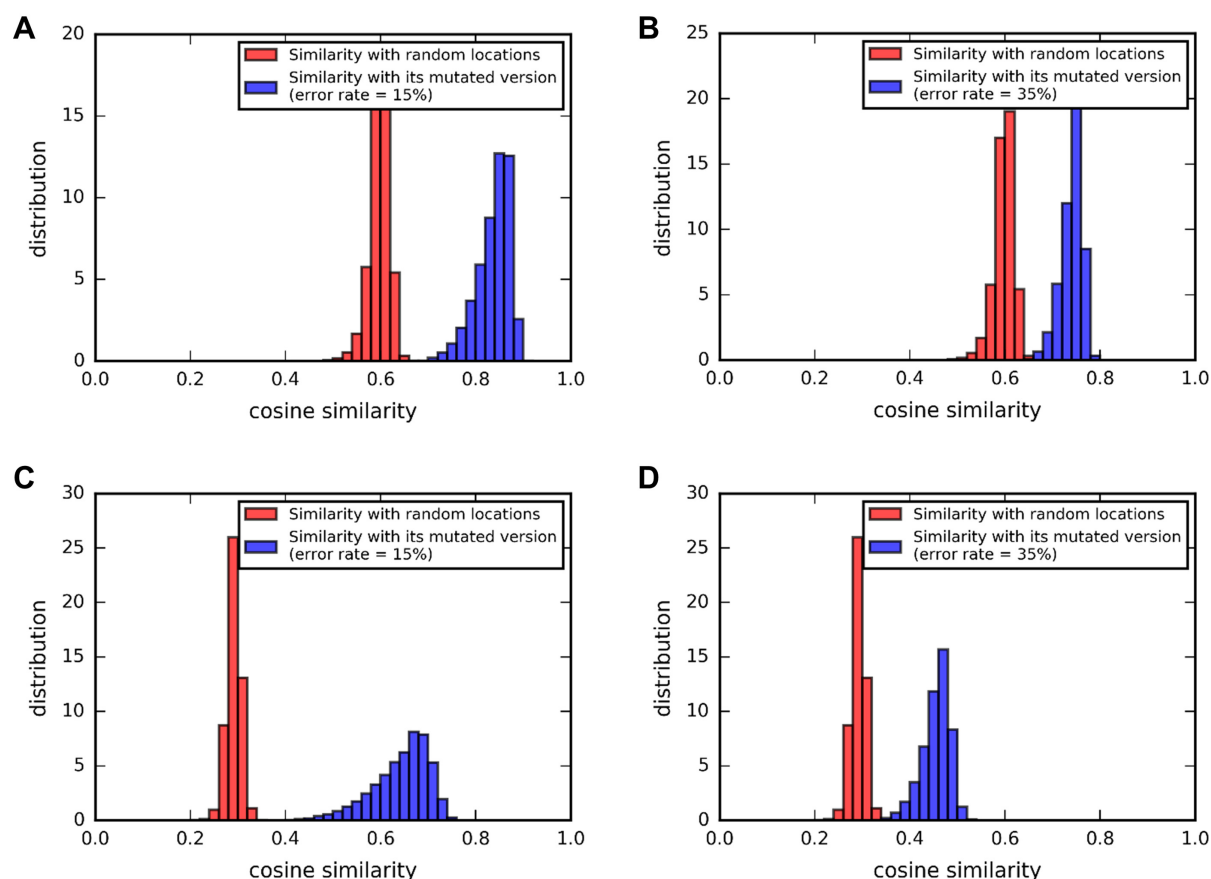 A
20
15
10
5
0
distribution
Similarity with random locations
Similarity with its mutated version
(error rate = 15%)
0.0 0.2 0.4 0.6 0.8 1.0
cosine similarity
B
25
20
15
10
5
0
distribution
Similarity with random locations
Similarity with its mutated version
(error rate = 35%)
0.0 0.2 0.4 0.6 0.8 1.0
cosine similarity
C
30
25
20
15
10
5
0
distribution
Similarity with random locations
Similarity with its mutated version
(error rate = 15%)
0.0 0.2 0.4 0.6 0.8 1.0
cosine similarity
D
30
25
20
15
10
5
0
distribution
Similarity with random locations
Similarity with its mutated version
(error rate = 35%)
0.0 0.2 0.4 0.6 0.8 1.0
cosine similarity